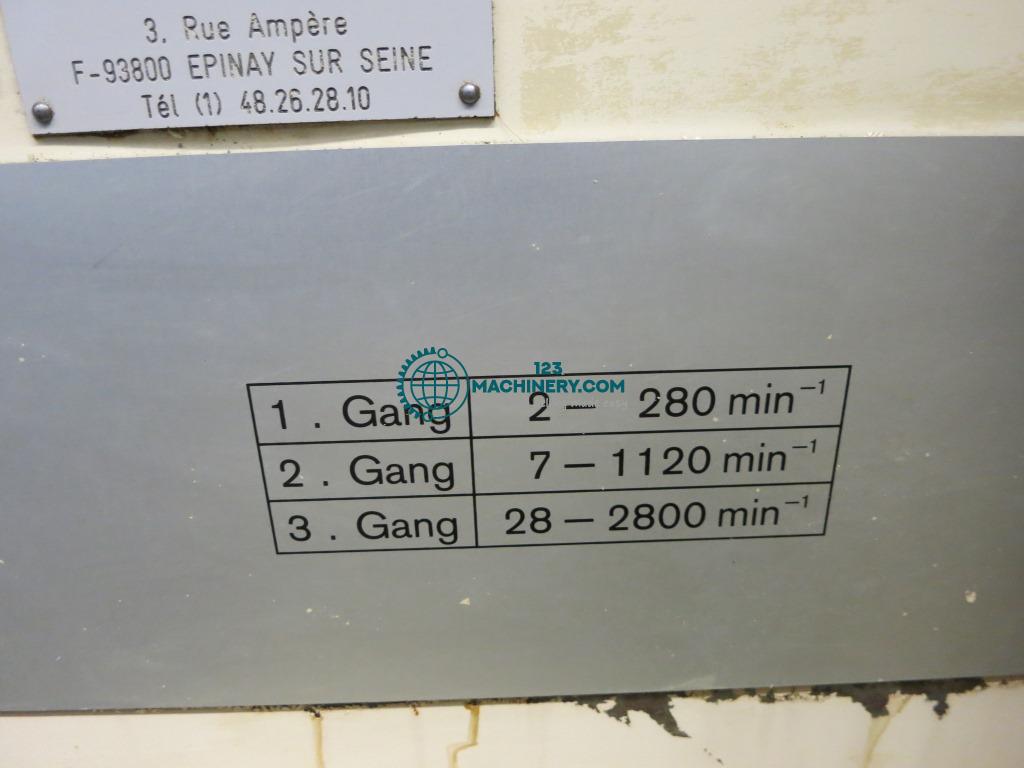 3, Rue Ampère
F-93800 EPINAY SUR SEINE
Tél (1) 48.26.28.10
123
MACHINERY.COM
1 . Gang 2 — 280 min⁻¹
2 . Gang 7 — 1120 min⁻¹
3 . Gang 28 — 2800 min⁻¹